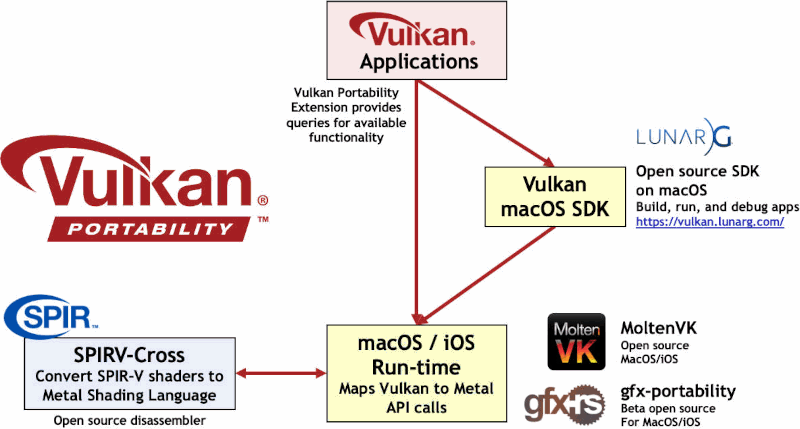 Vulkan®
Applications
Vulkan Portability
Extension provides
queries for available
functionality
Vulkan®
PORTABILITY™
LUNARG
Vulkan
macOS SDK
Open source SDK
on macOS
Build, run, and debug apps
https://vulkan.lunarg.com/
SPIR™
SPIRV-Cross
Convert SPIR-V shaders to
Metal Shading Language
Open source disassembler
macOS / iOS
Run-time
Maps Vulkan to Metal
API calls
Molten
VK
MoltenVK
Open source
MacOS/iOS
gfx-rs
gfx-portability
Beta open source
For MacOS/iOS